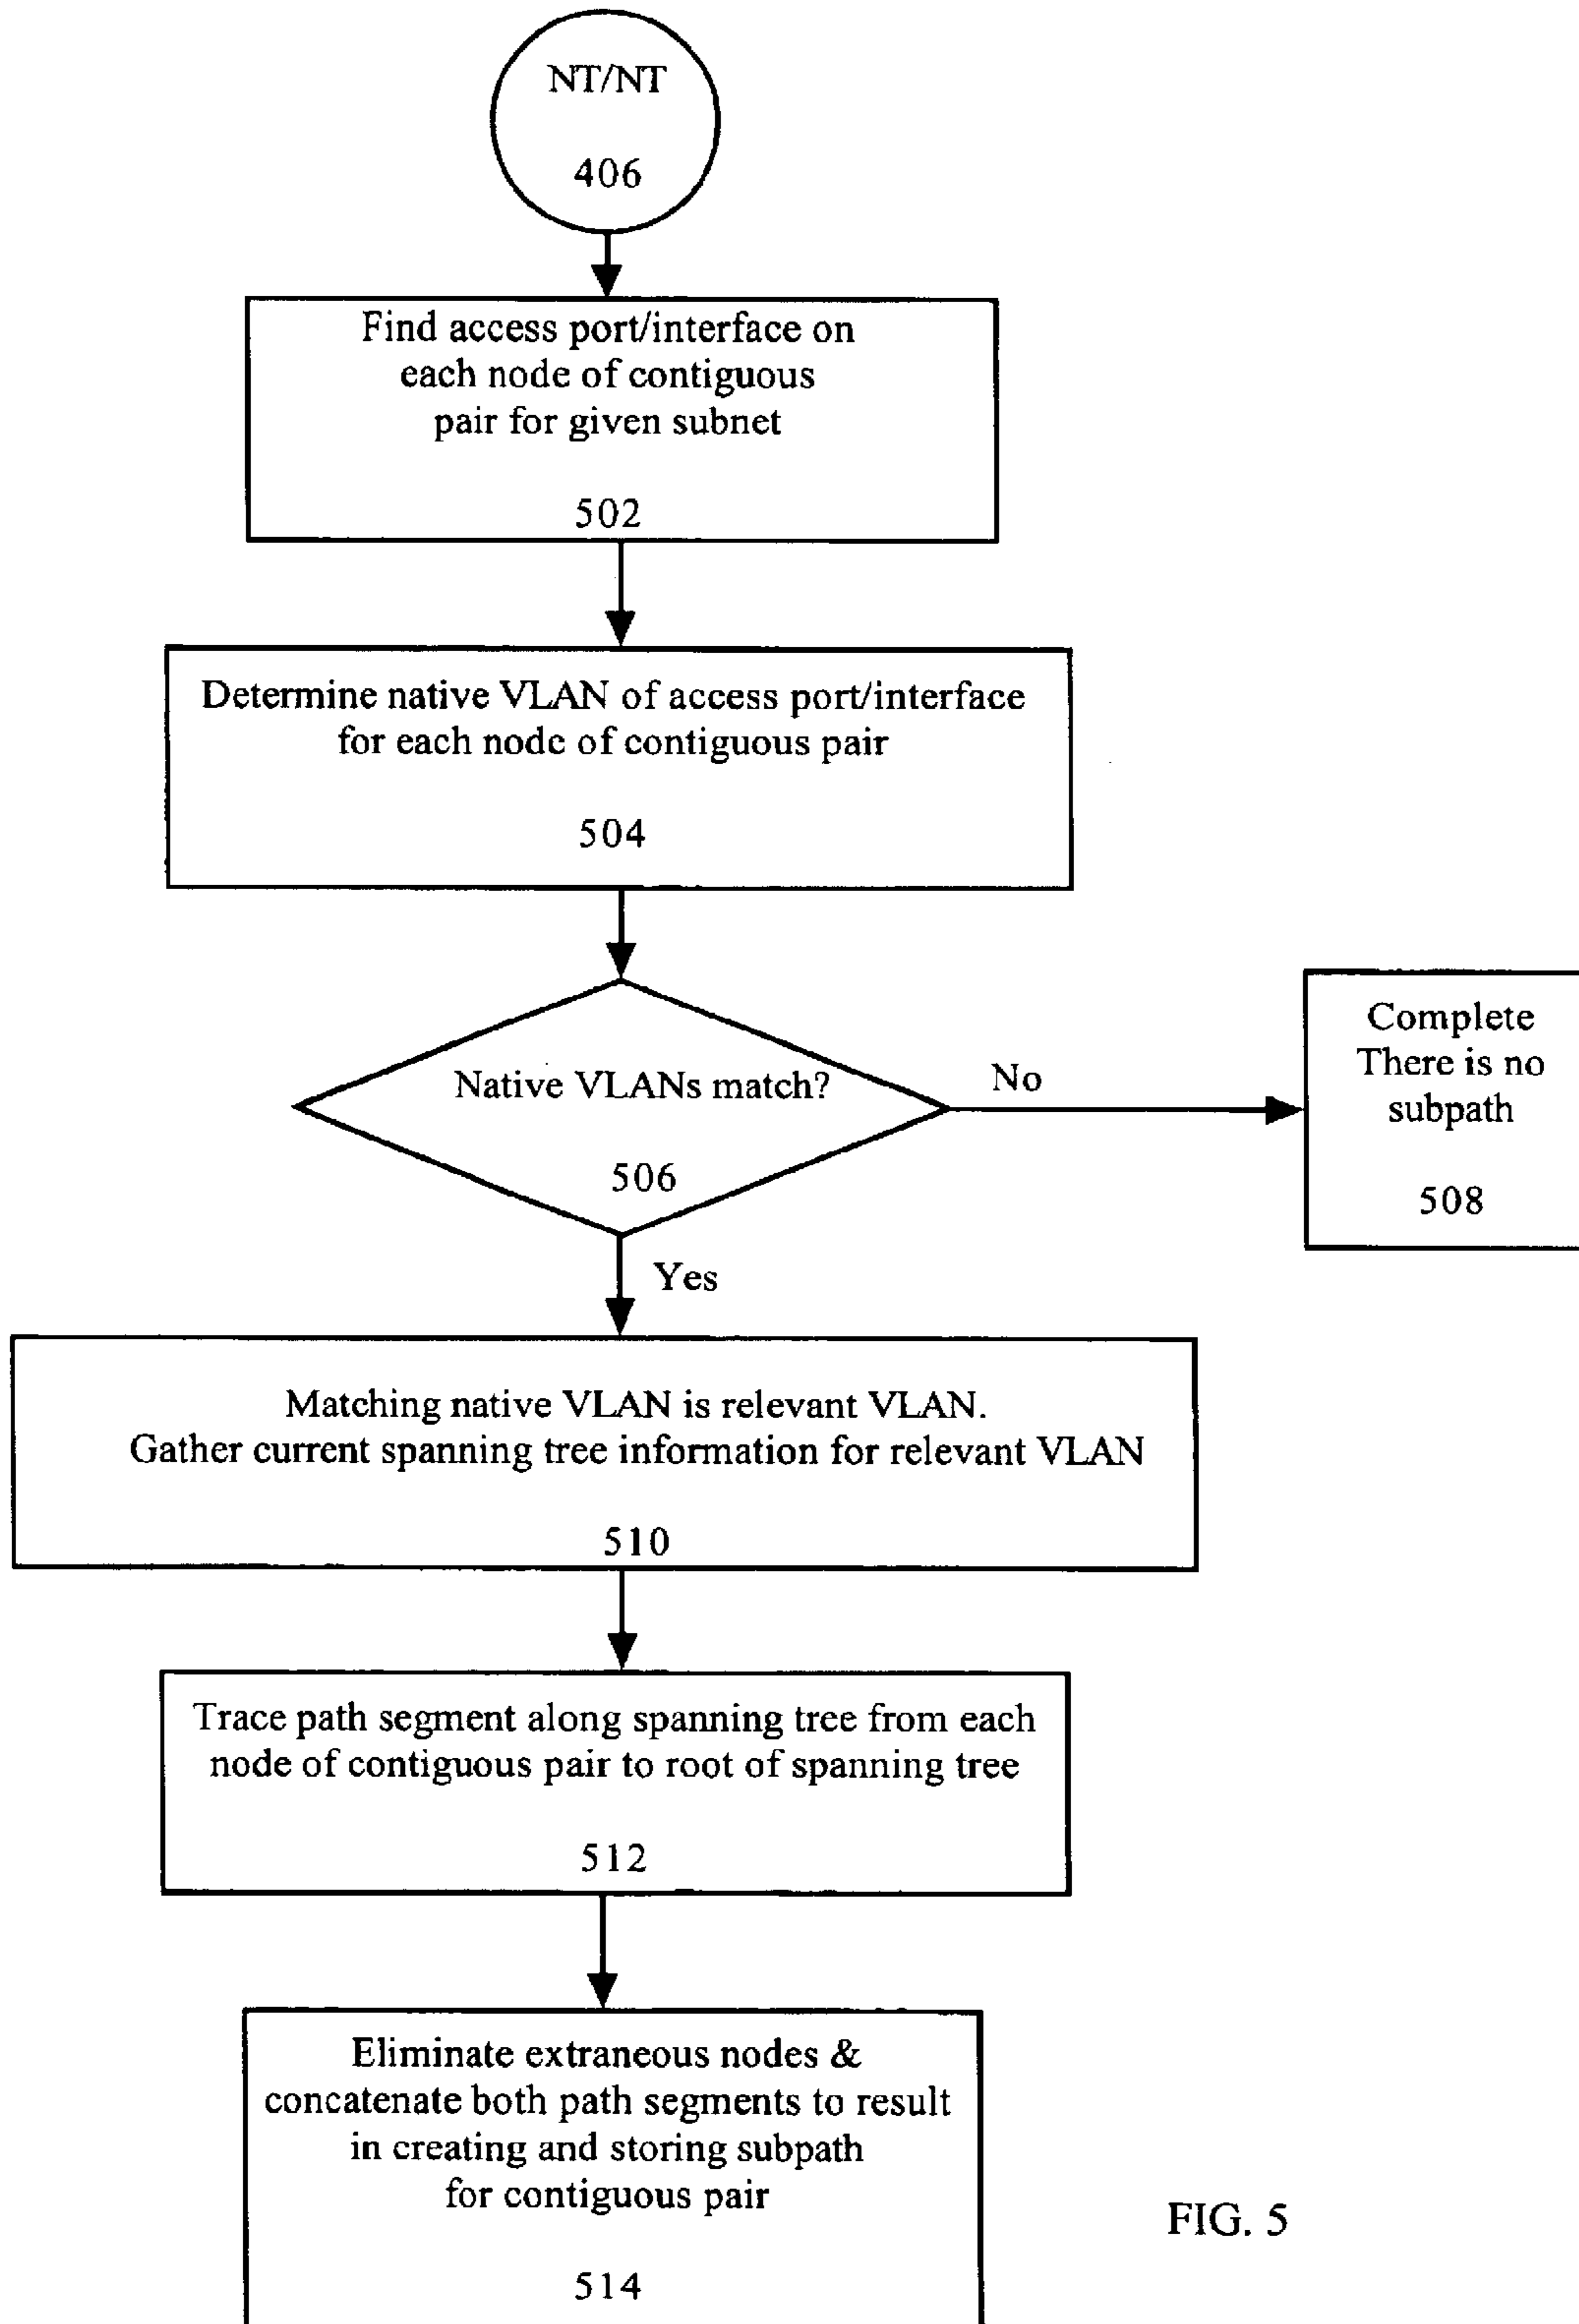 NT/NT
406
Find access port/interface on
each node of contiguous
pair for given subnet
502
Determine native VLAN of access port/interface
for each node of contiguous pair
504
Native VLANs match?
506
No
Complete
There is no
subpath
508
Yes
Matching native VLAN is relevant VLAN.
Gather current spanning tree information for relevant VLAN
510
Trace path segment along spanning tree from each
node of contiguous pair to root of spanning tree
512
Eliminate extraneous nodes &
concatenate both path segments to result
in creating and storing subpath
for contiguous pair
514
FIG. 5